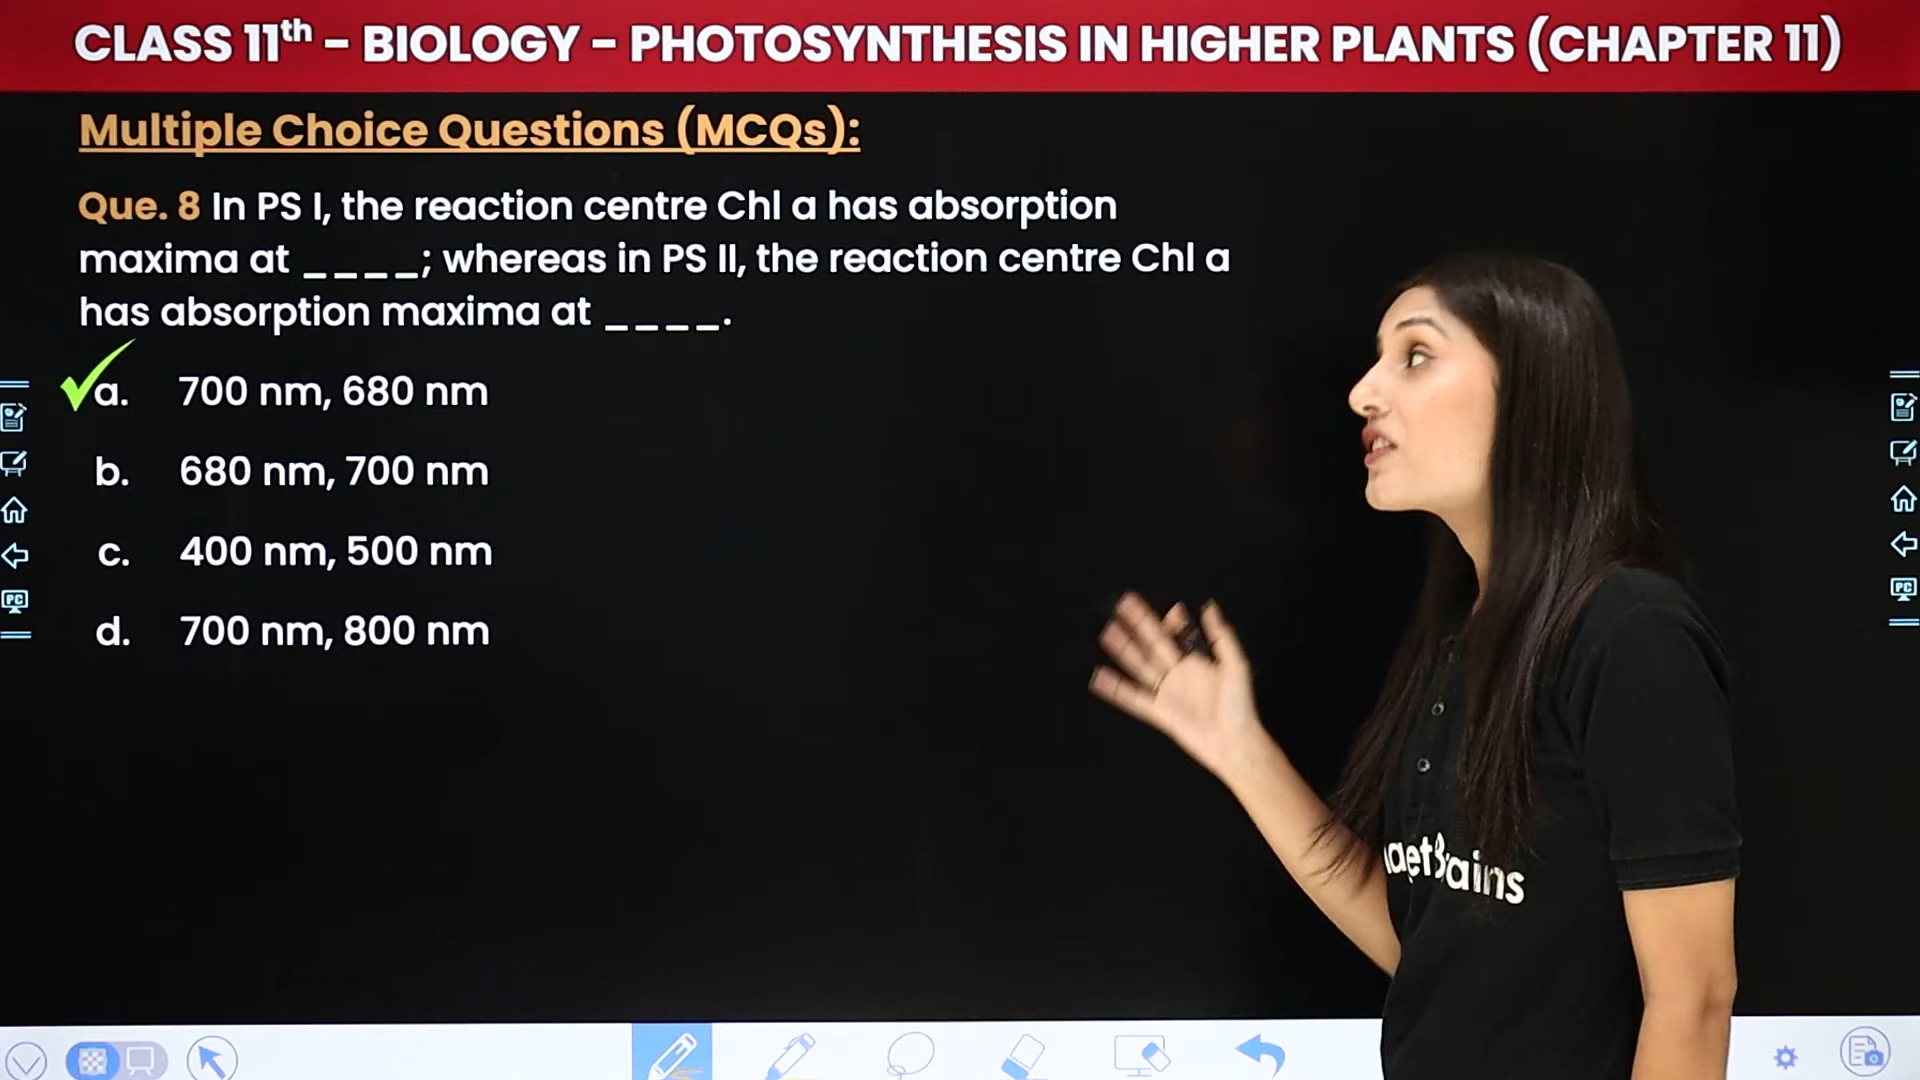 CLASS 11th - BIOLOGY - PHOTOSYNTHESIS IN HIGHER PLANTS (CHAPTER 11)
Multiple Choice Questions (MCQs):
Que. 8 In PS I, the reaction centre Chl a has absorption
maxima at _ _ _ _; whereas in PS II, the reaction centre Chl a
has absorption maxima at _ _ _ _.
a. 700 nm, 680 nm
b. 680 nm, 700 nm
c. 400 nm, 500 nm
d. 700 nm, 800 nm
PC
PC